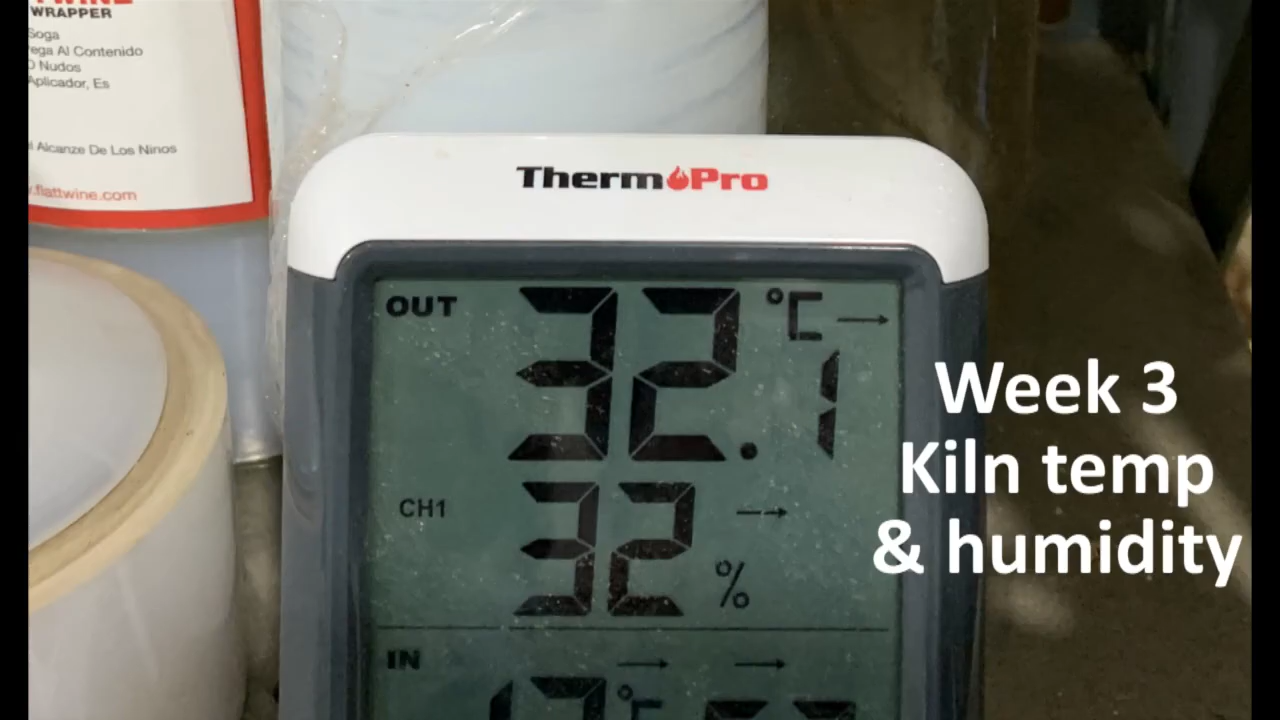 WRAPPER
Soga
ega Al Contenido
O Nudos
Aplicador, Es
Alcanze De Los Ninos
.flattwine.com
ThermoPro
OUT
32.1 °C →
CH1
32 % →
IN → →
Week 3
Kiln temp
& humidity